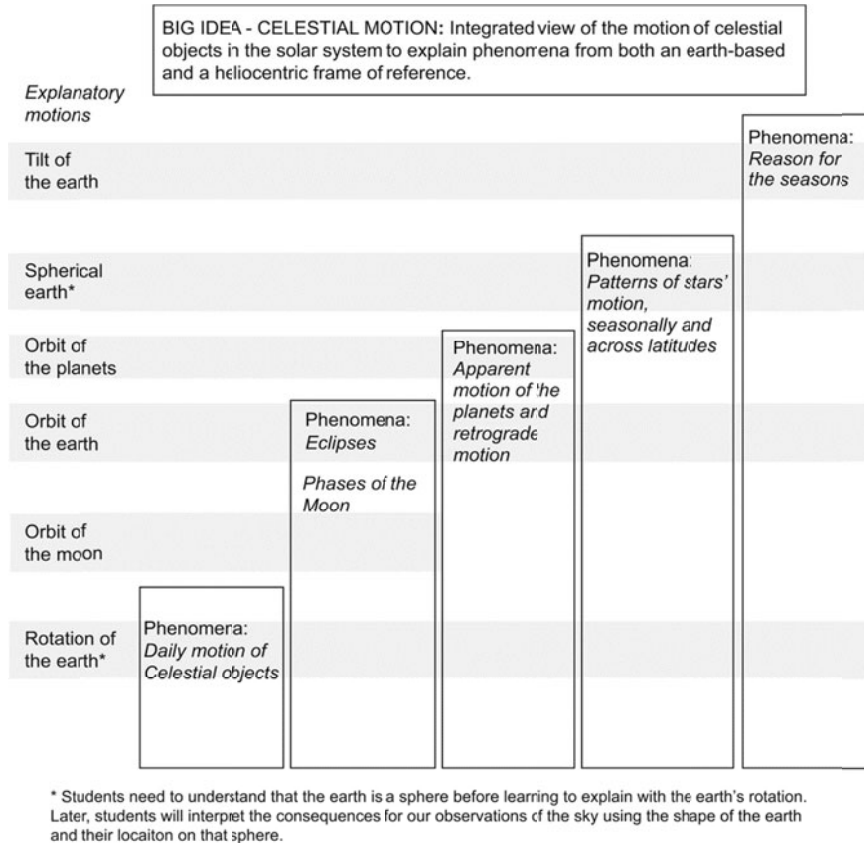 BIG IDEA - CELESTIAL MOTION: Integrated view of the motion of celestial
objects in the solar system to explain phenomena from both an earth-based
and a heliocentric frame of reference.
Explanatory
motions
Tilt of
the earth
Spherical
earth*
Orbit of
the planets
Orbit of
the earth
Orbit of
the moon
Rotation of
the earth*
Phenomena:
Daily motion of
Celestial objects
Phenomena:
Eclipses
Phases of the
Moon
Phenomena:
Apparent
motion of the
planets and
retrograde
motion
Phenomena:
Patterns of stars'
motion,
seasonally and
across latitudes
Phenomena:
Reason for
the seasons
* Students need to understand that the earth is a sphere before learning to explain with the earth's rotation.
Later, students will interpret the consequences for our observations of the sky using the shape of the earth
and their locaiton on that sphere.